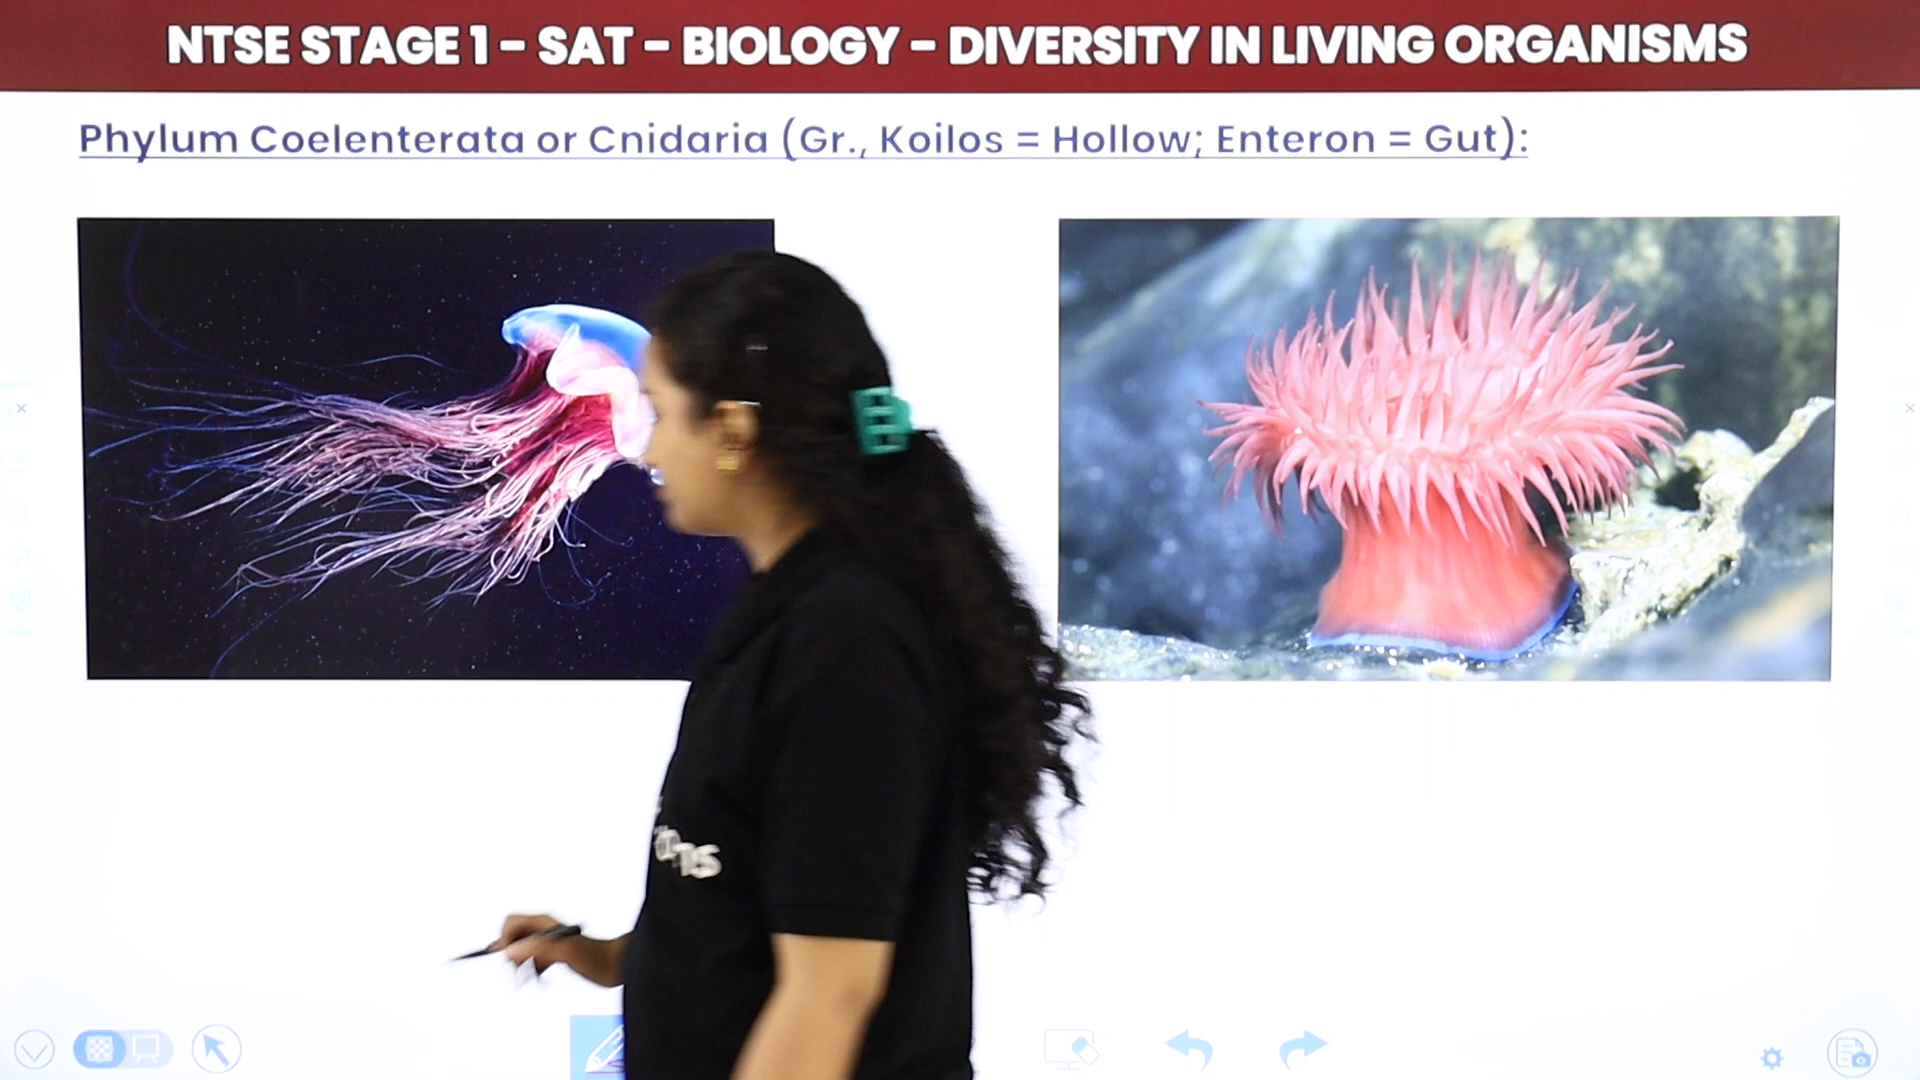 NTSE STAGE 1 - SAT - BIOLOGY - DIVERSITY IN LIVING ORGANISMS
Phylum Coelenterata or Cnidaria (Gr., Koilos = Hollow; Enteron = Gut):